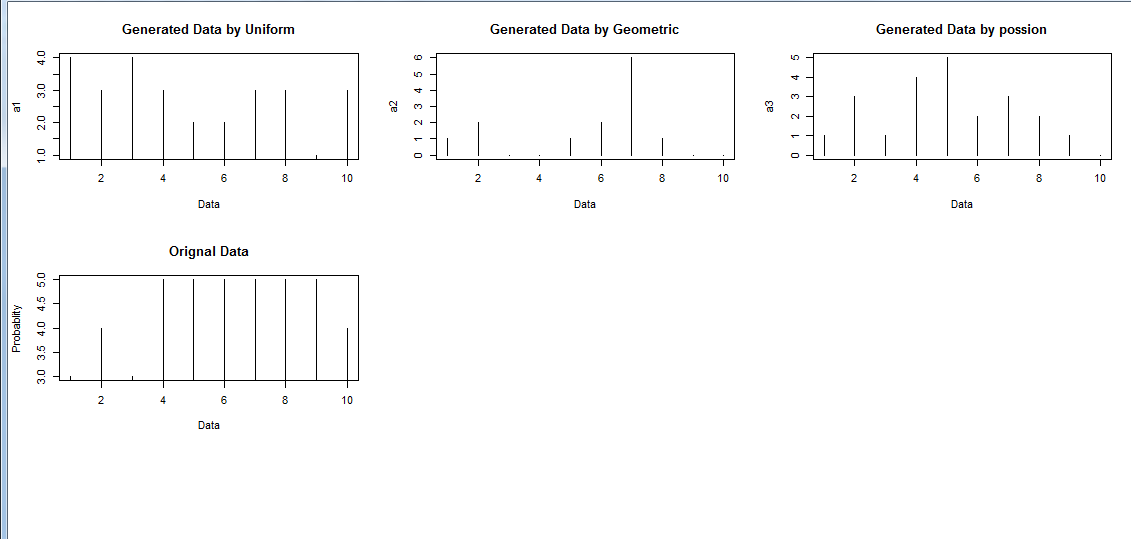 Generated Data by Uniform
Generated Data by Geometric
Generated Data by possion
a1
1.0 2.0 3.0 4.0
2 4 6 8 10
Data
a2
0 1 2 3 4 5 6
2 4 6 8 10
Data
a3
0 1 2 3 4 5
2 4 6 8 10
Data
Orignal Data
Probablity
3.0 3.5 4.0 4.5 5.0
2 4 6 8 10
Data